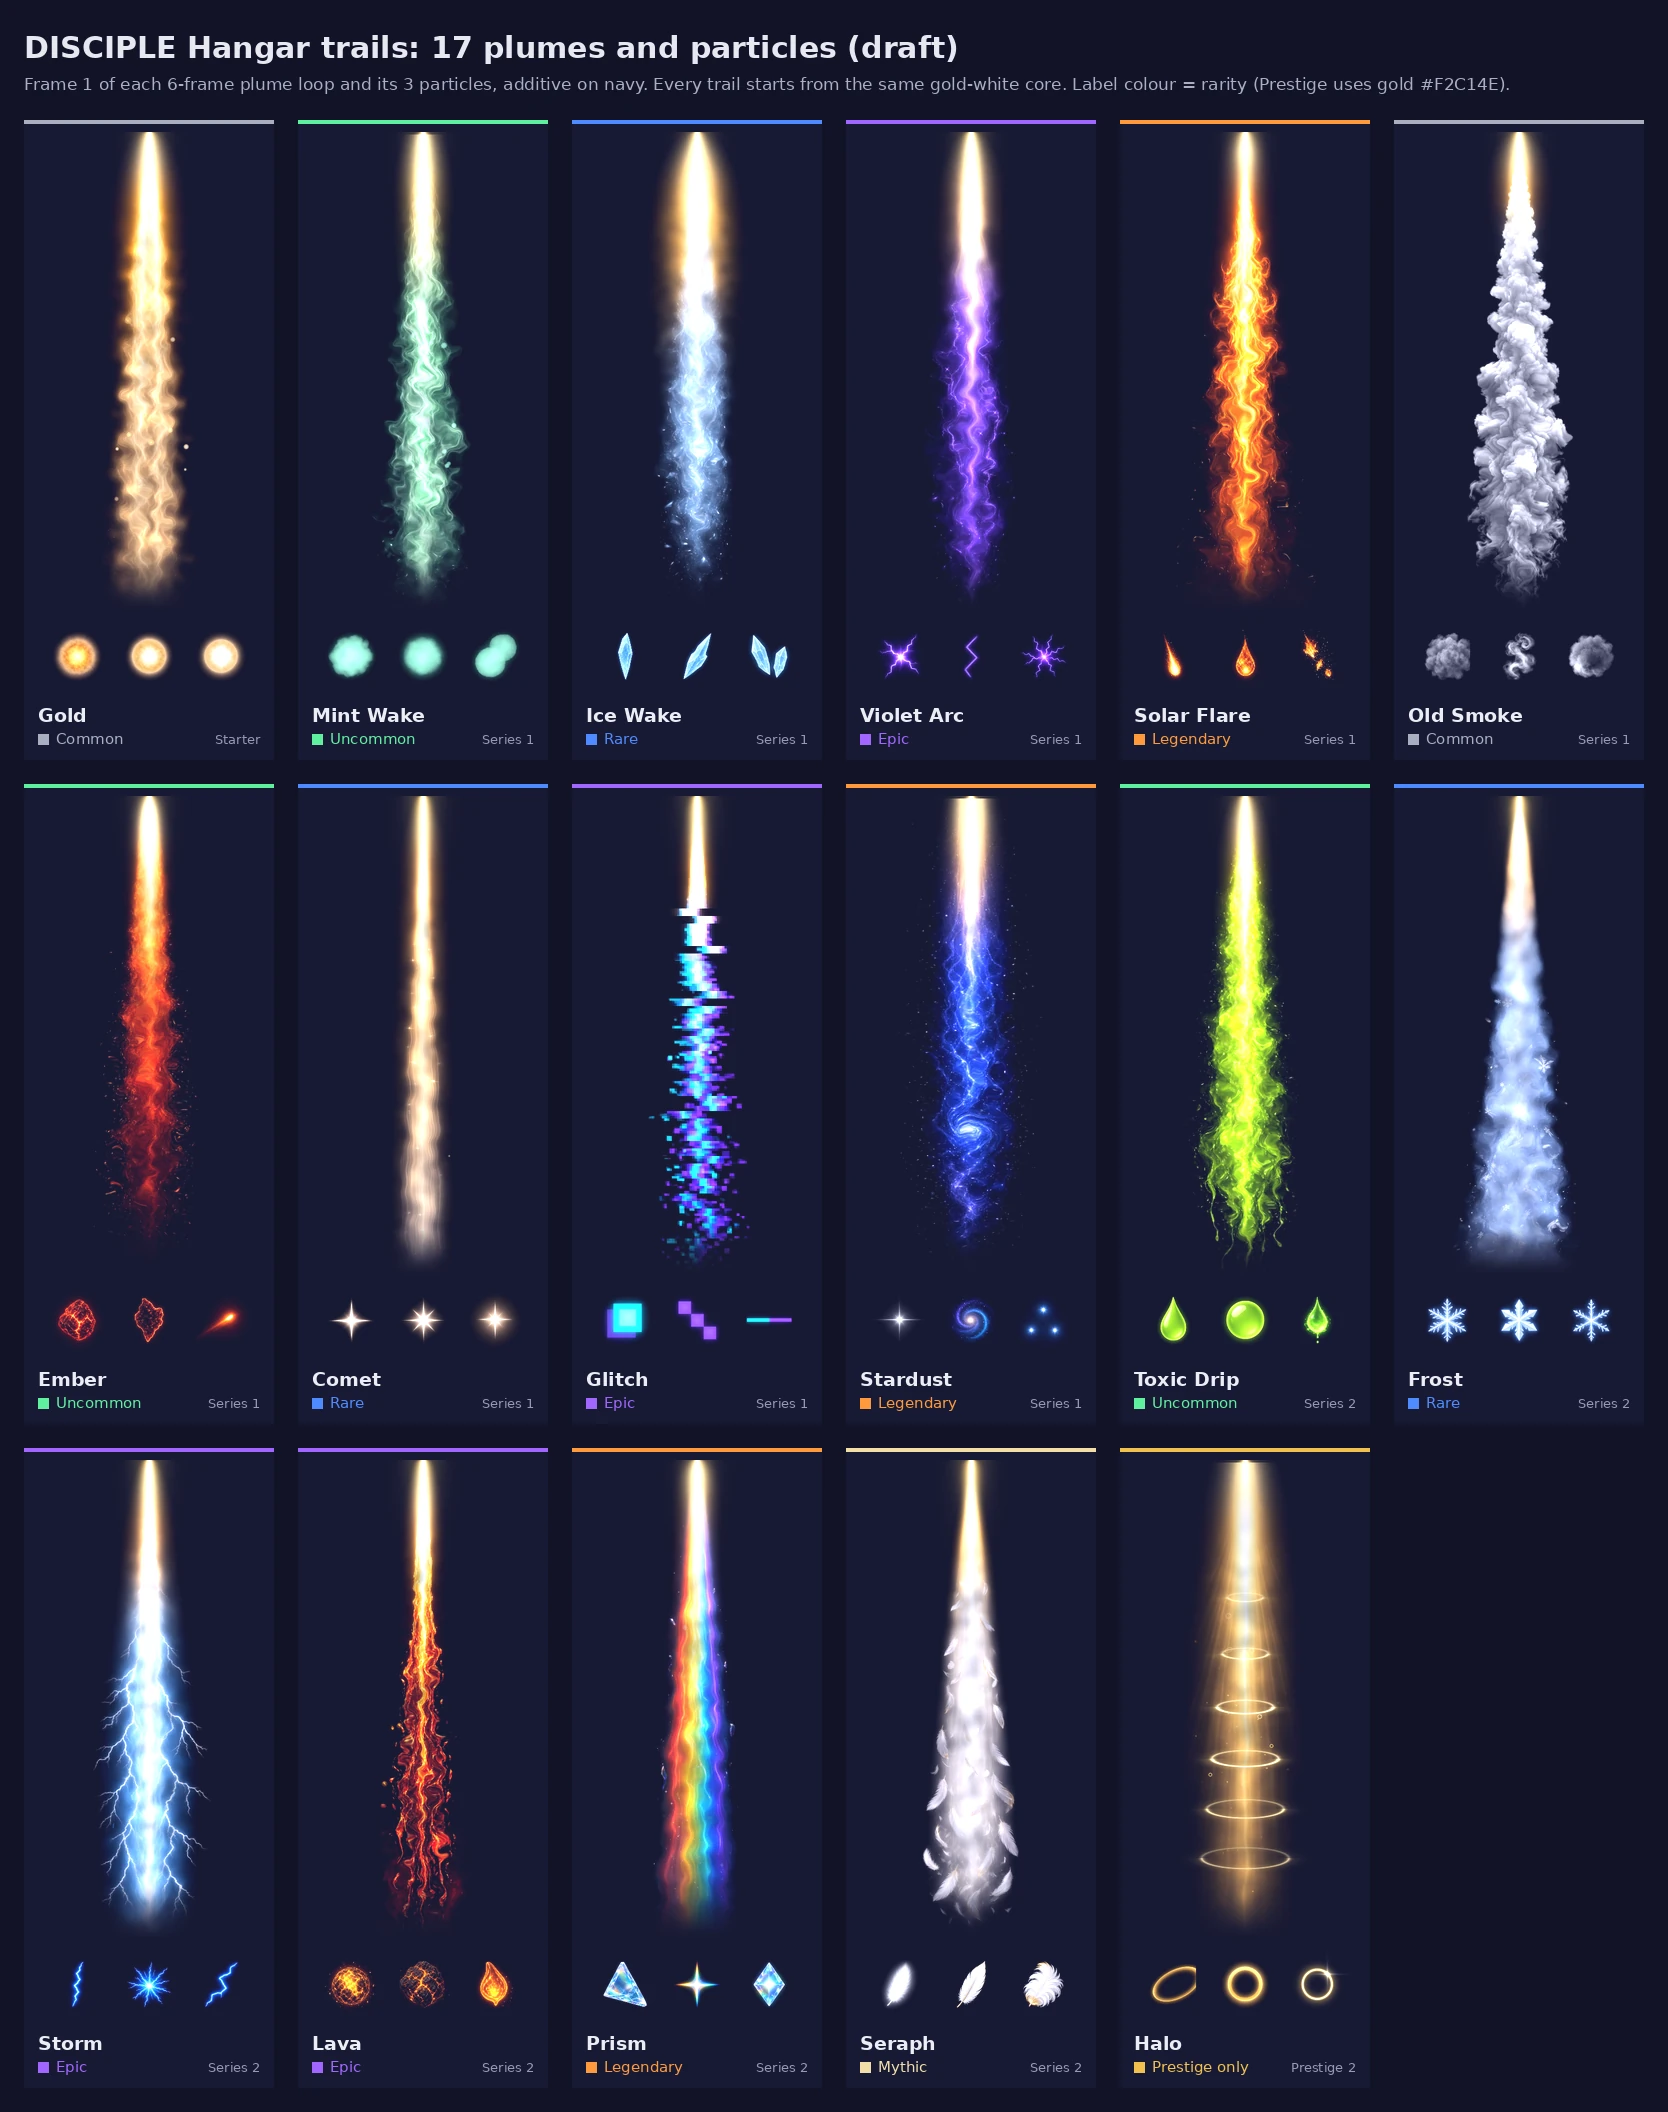 DISCIPLE Hangar trails: 17 plumes and particles (draft)
Frame 1 of each 6-frame plume loop and its 3 particles, additive on navy. Every trail starts from the same gold-white core. Label colour = rarity (Prestige uses gold #F2C14E).
Gold
Common Starter
Mint Wake
Uncommon Series 1
Ice Wake
Rare Series 1
Violet Arc
Epic Series 1
Solar Flare
Legendary Series 1
Old Smoke
Common Series 1
Ember
Uncommon Series 1
Comet
Rare Series 1
Glitch
Epic Series 1
Stardust
Legendary Series 1
Toxic Drip
Uncommon Series 2
Frost
Rare Series 2
Storm
Epic Series 2
Lava
Epic Series 2
Prism
Legendary Series 2
Seraph
Mythic Series 2
Halo
Prestige only Prestige 2